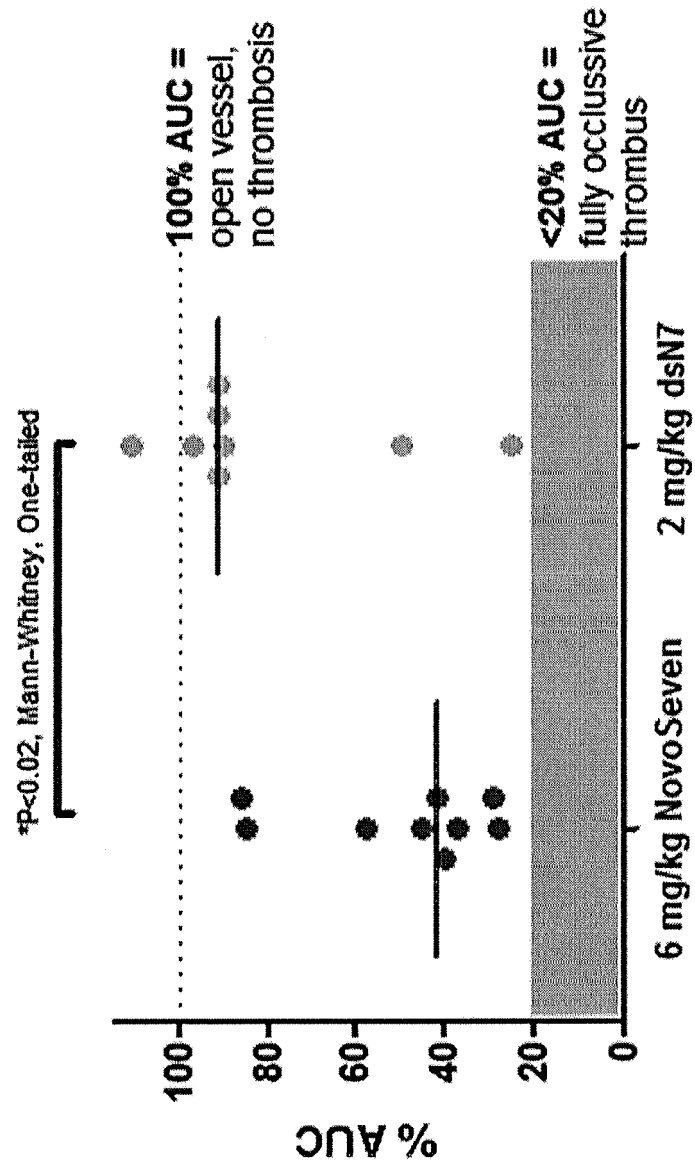 *P<0.02, Mann-Whitney, One-tailed
100% AUC =
open vessel,
no thrombosis
<20% AUC =
fully occlussive
thrombus
% AUC
100
80
60
40
20
0
6 mg/kg NovoSeven
2 mg/kg dsN7